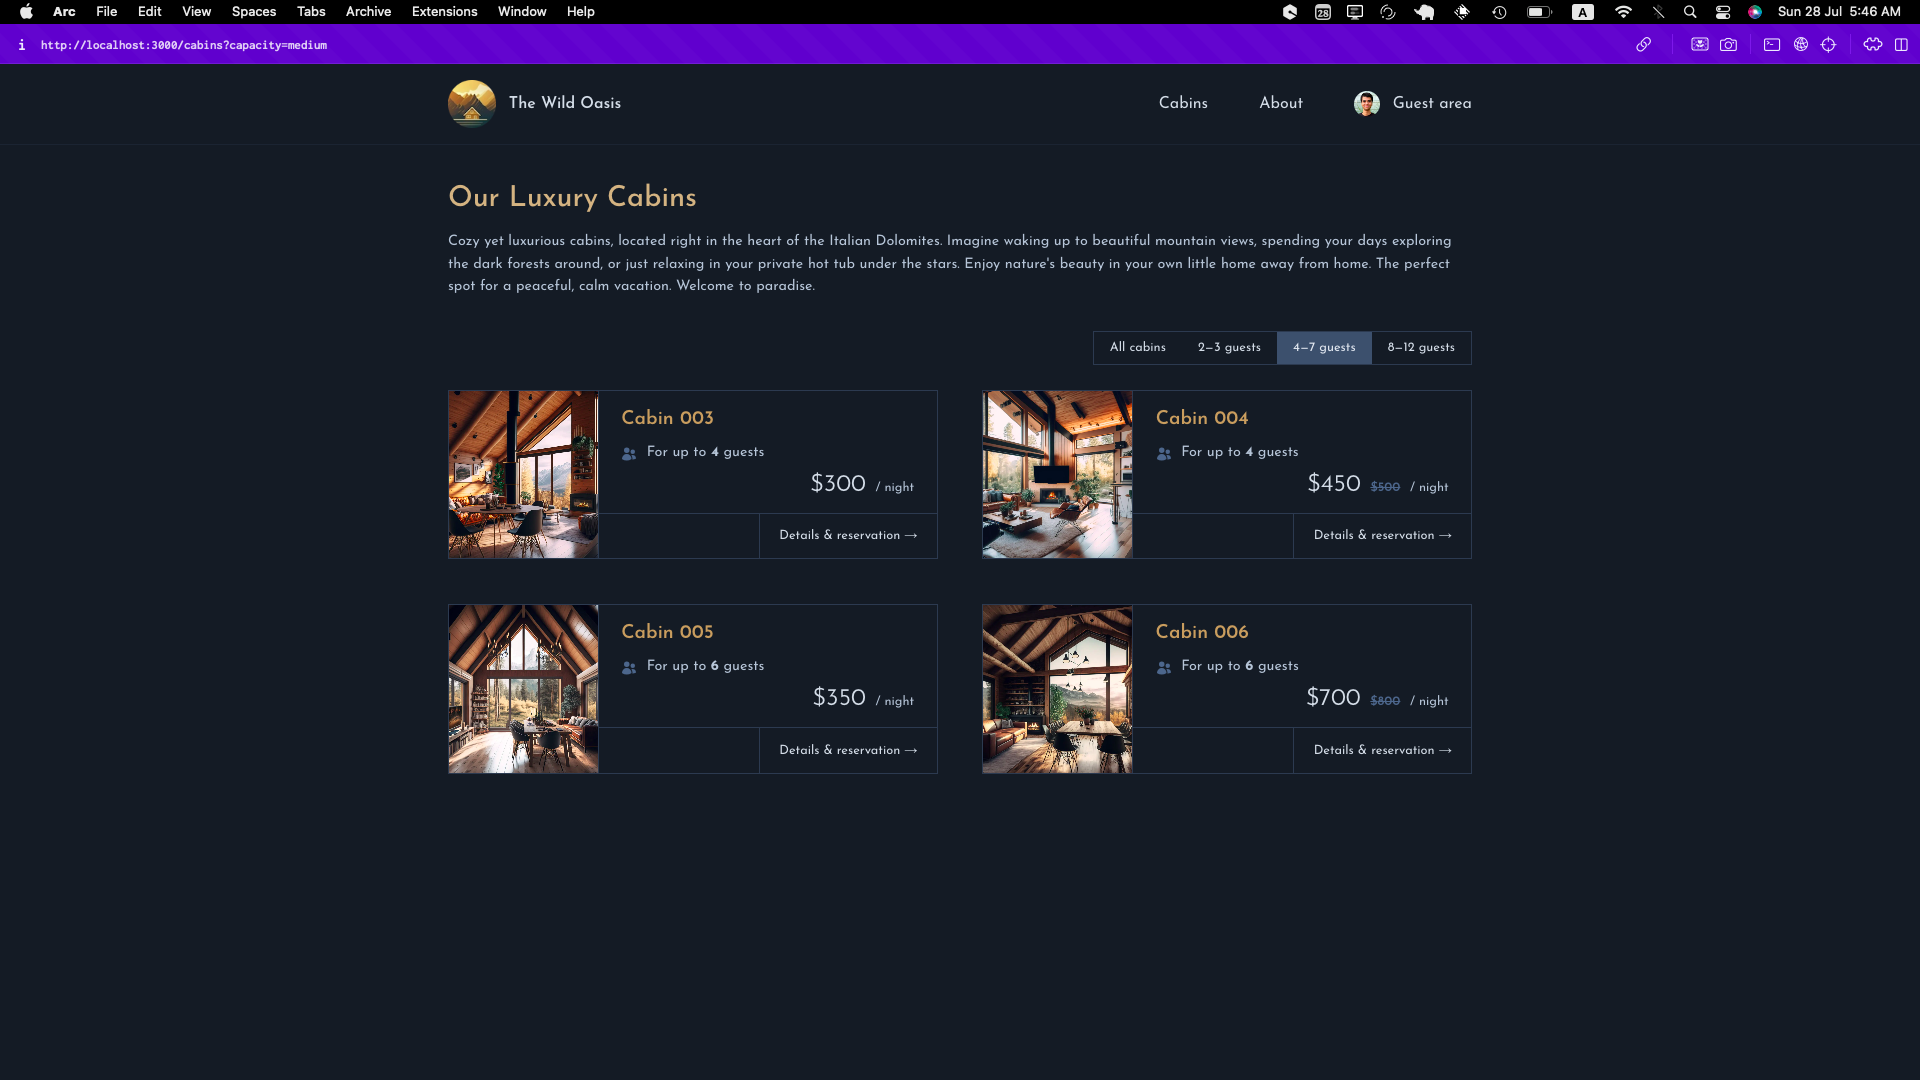 Arc File Edit View Spaces Tabs Archive Extensions Window Help 28 A Sun 28 Jul 5:46 AM
http://localhost:3000/cabins?capacity=medium
The Wild Oasis Cabins About Guest area
Our Luxury Cabins
Cozy yet luxurious cabins, located right in the heart of the Italian Dolomites. Imagine waking up to beautiful mountain views, spending your days exploring
the dark forests around, or just relaxing in your private hot tub under the stars. Enjoy nature's beauty in your own little home away from home. The perfect
spot for a peaceful, calm vacation. Welcome to paradise.
All cabins 2–3 guests 4–7 guests 8–12 guests
Cabin 003
For up to 4 guests
$300 / night
Details & reservation →
Cabin 004
For up to 4 guests
$450 $500 / night
Details & reservation →
Cabin 005
For up to 6 guests
$350 / night
Details & reservation →
Cabin 006
For up to 6 guests
$700 $800 / night
Details & reservation →